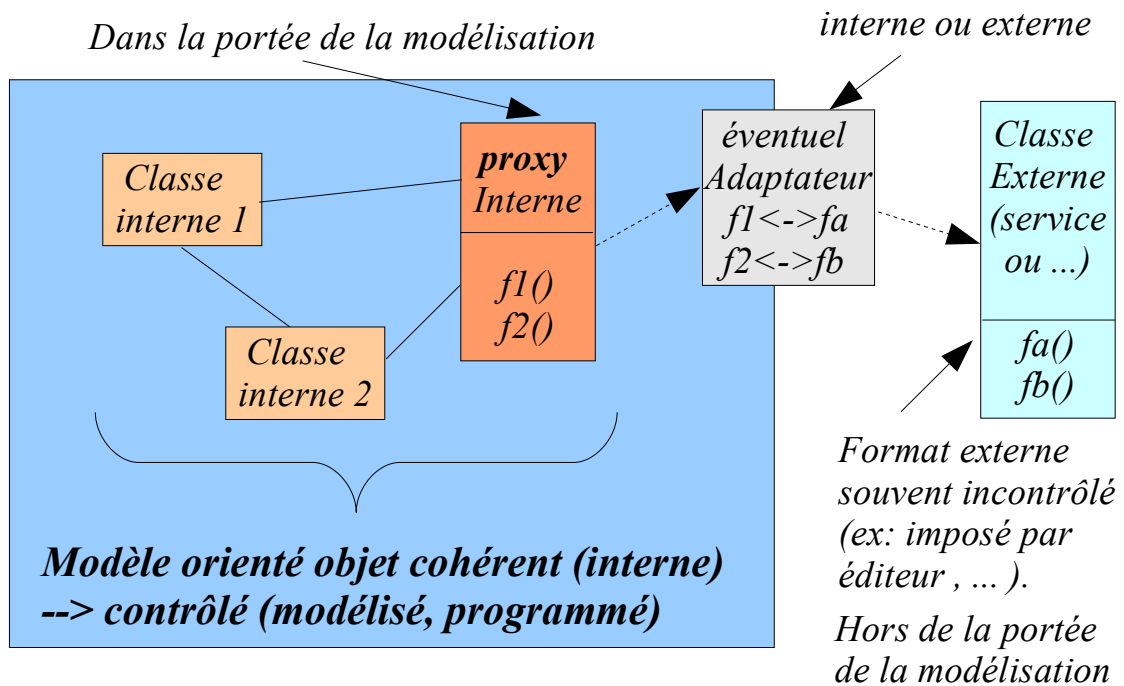 Dans la portée de la modélisation
interne ou externe
Classe
interne 1
proxy
Interne
f1()
f2()
Classe
interne 2
éventuel
Adaptateur
f1<->fa
f2<->fb
Classe
Externe
(service
ou ...)
fa()
fb()
Modèle orienté objet cohérent (interne)
--> contrôlé (modélisé, programmé)
Format externe
souvent incontrôlé
(ex: imposé par
éditeur , ... ).
Hors de la portée
de la modélisation